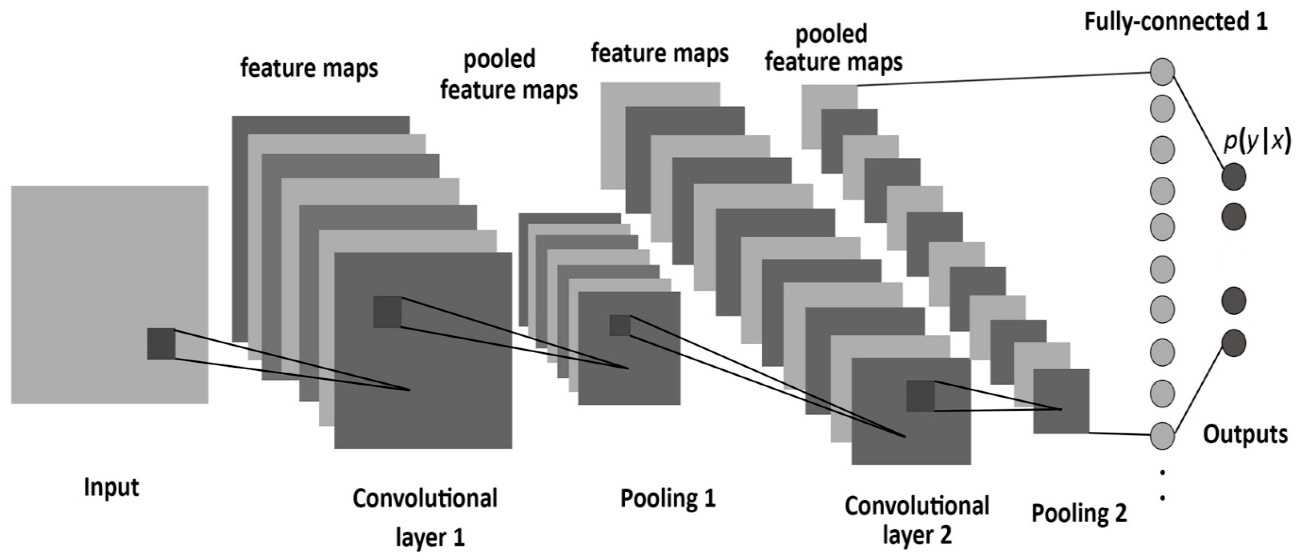 Fully-connected 1
feature maps
pooled
feature maps
feature maps
pooled
feature maps
p(y|x)
Outputs
Input
Convolutional
layer 1
Pooling 1
Convolutional
layer 2
Pooling 2